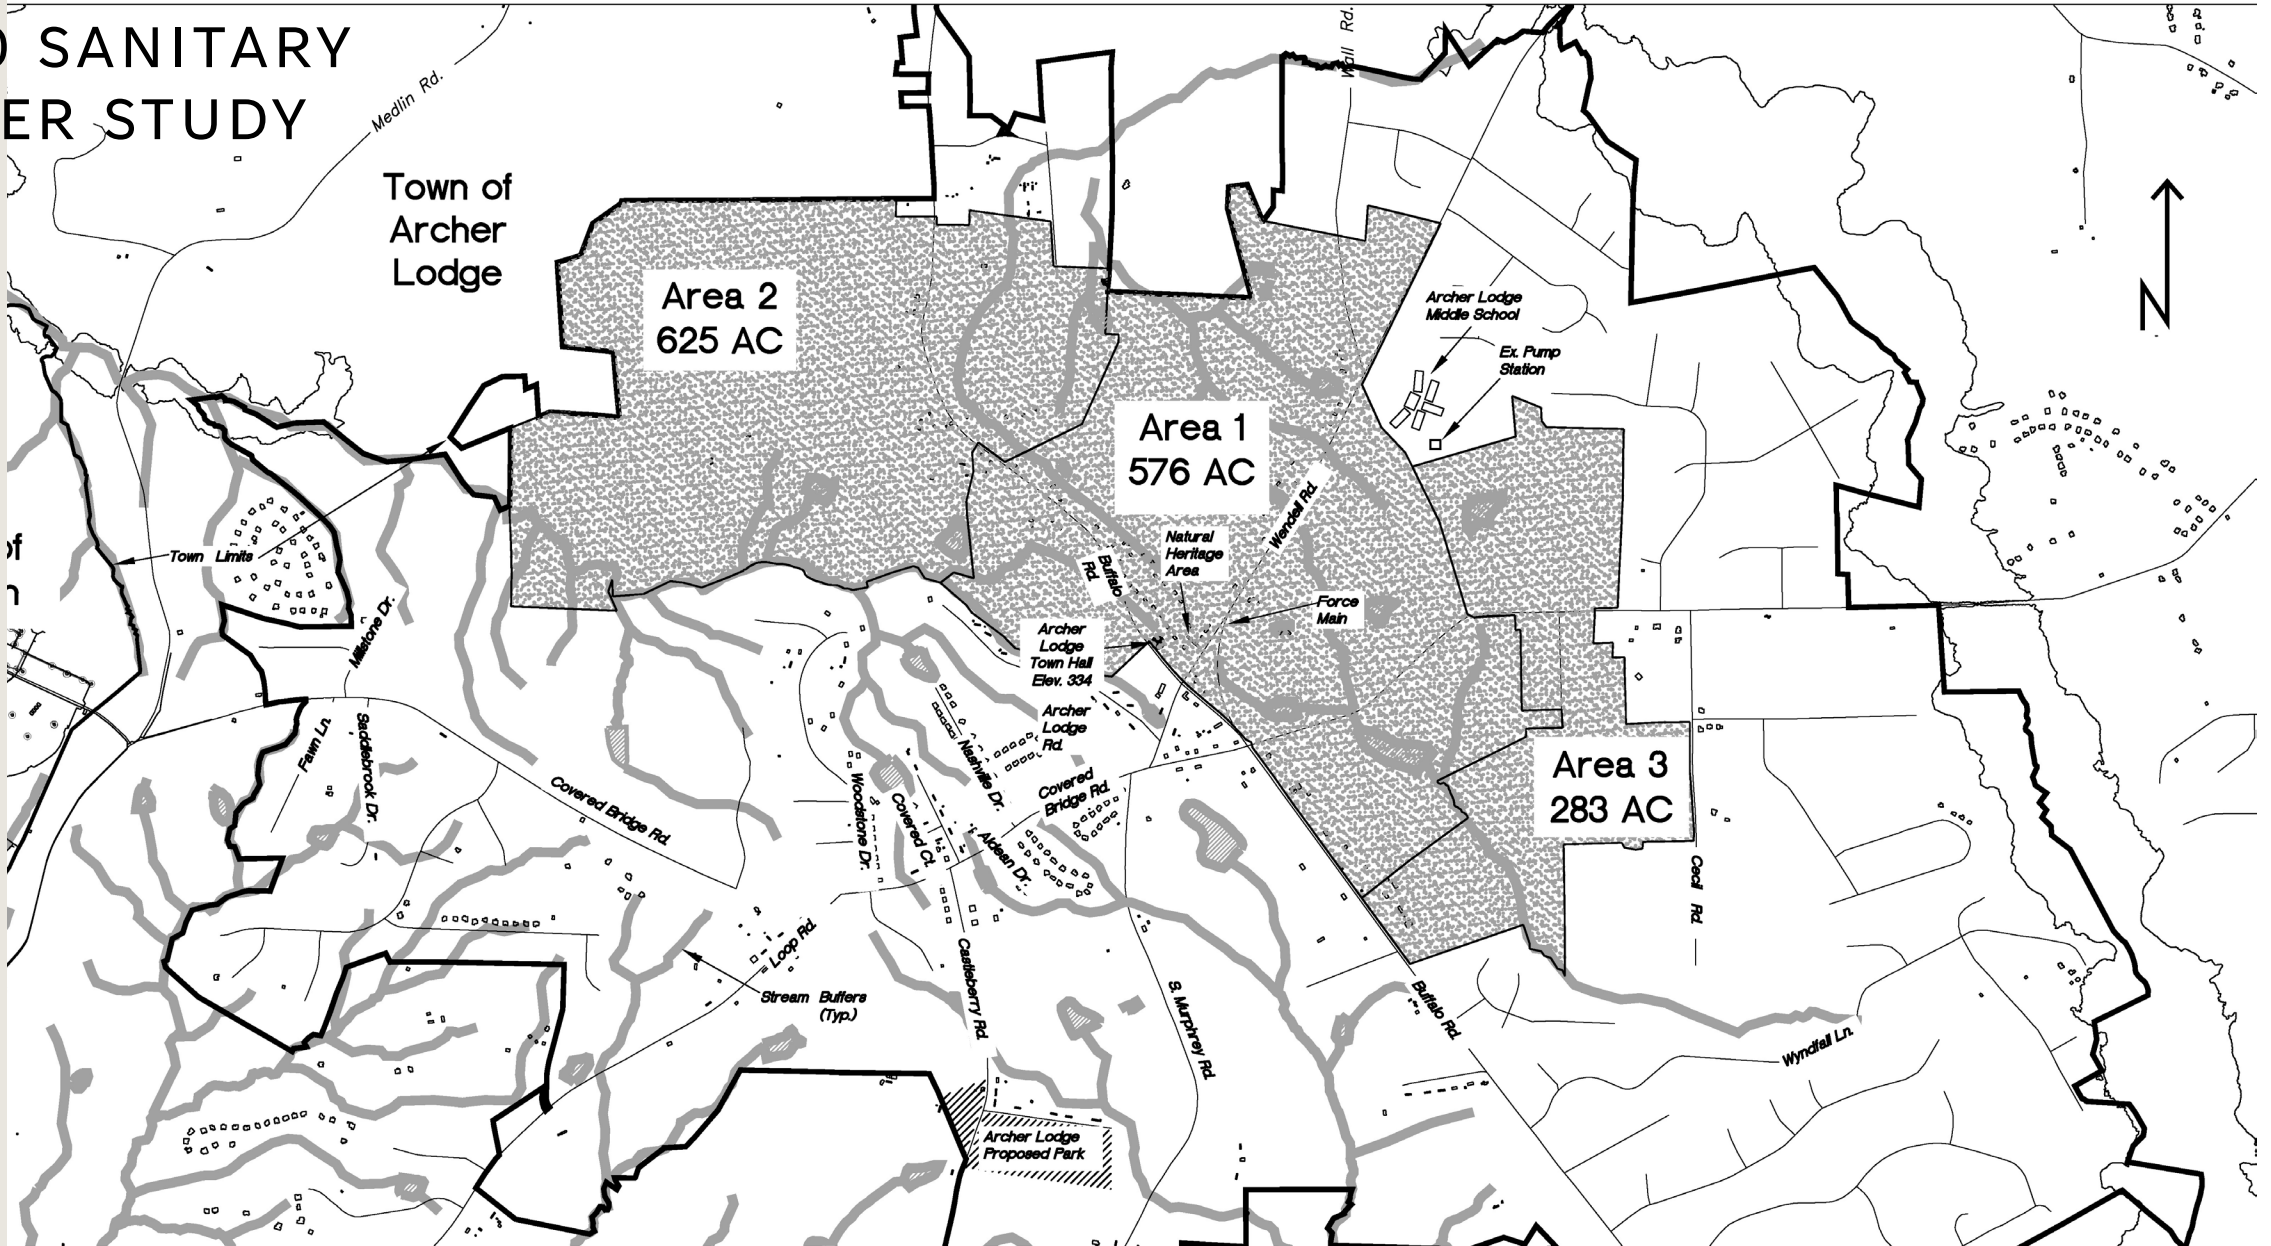 SANITARY
ER STUDY
Medlin Rd.
Wall Rd.
Town of
Archer
Lodge
Area 2
625 AC
Archer Lodge
Middle School
Ex. Pump
Station
N
Area 1
576 AC
Wendell Rd.
Natural
Heritage
Area
Buffalo
Rd.
Force
Main
Town Limits
of
n
Archer
Lodge
Town Hall
Elev. 334
Millstone Dr.
Archer
Lodge
Rd.
Fawn Ln.
Saddlebrook Dr.
Covered Bridge Rd.
Woodstone Dr.
Covered Ct.
Nashville Dr.
Aldean Dr.
Covered
Bridge Rd.
Area 3
283 AC
Cecil Rd.
Loop Rd.
Stream Buffers
(Typ.)
Castleberry Rd.
S. Murphrey Rd.
Buffalo Rd.
Wyndfall Ln.
Archer Lodge
Proposed Park